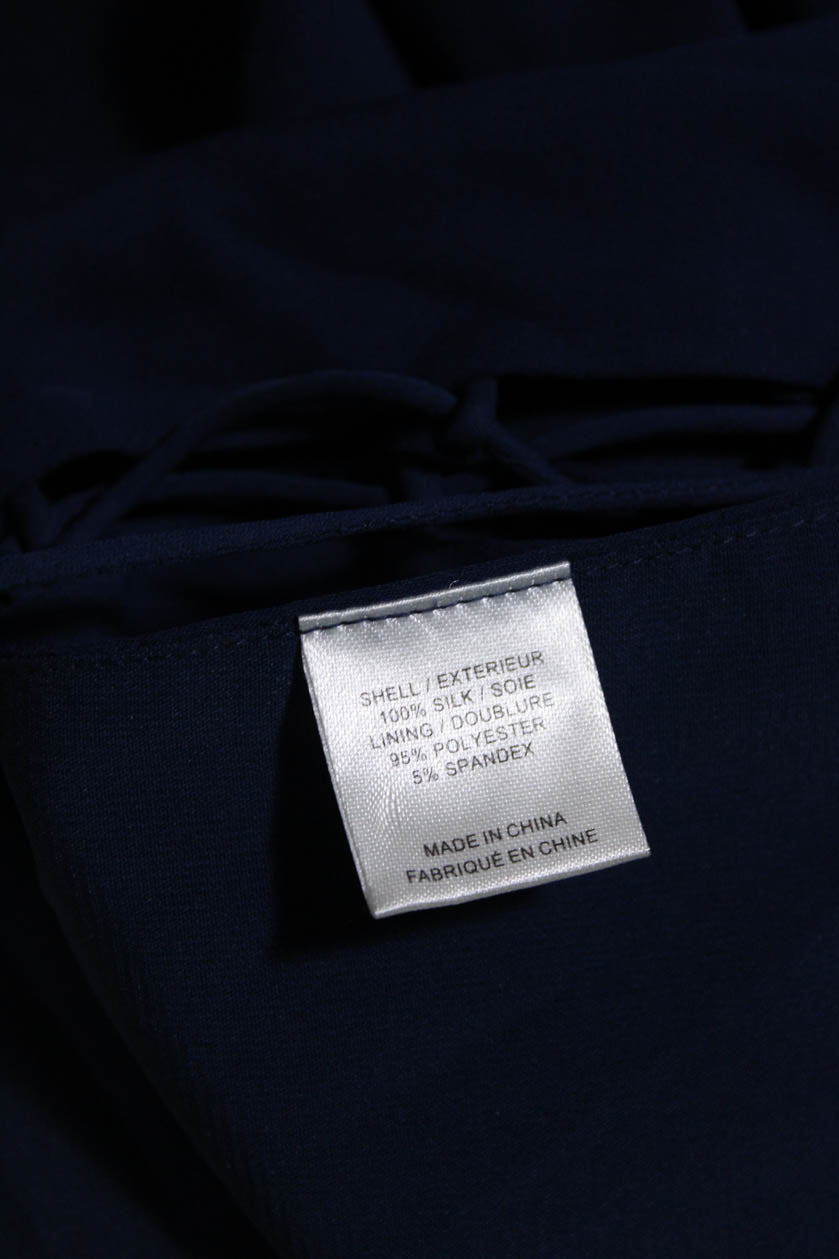 SHELL / EXTERIEUR
100% SILK / SOIE
LINING / DOUBLURE
95% POLYESTER
5% SPANDEX
MADE IN CHINA
FABRIQUÉ EN CHINE